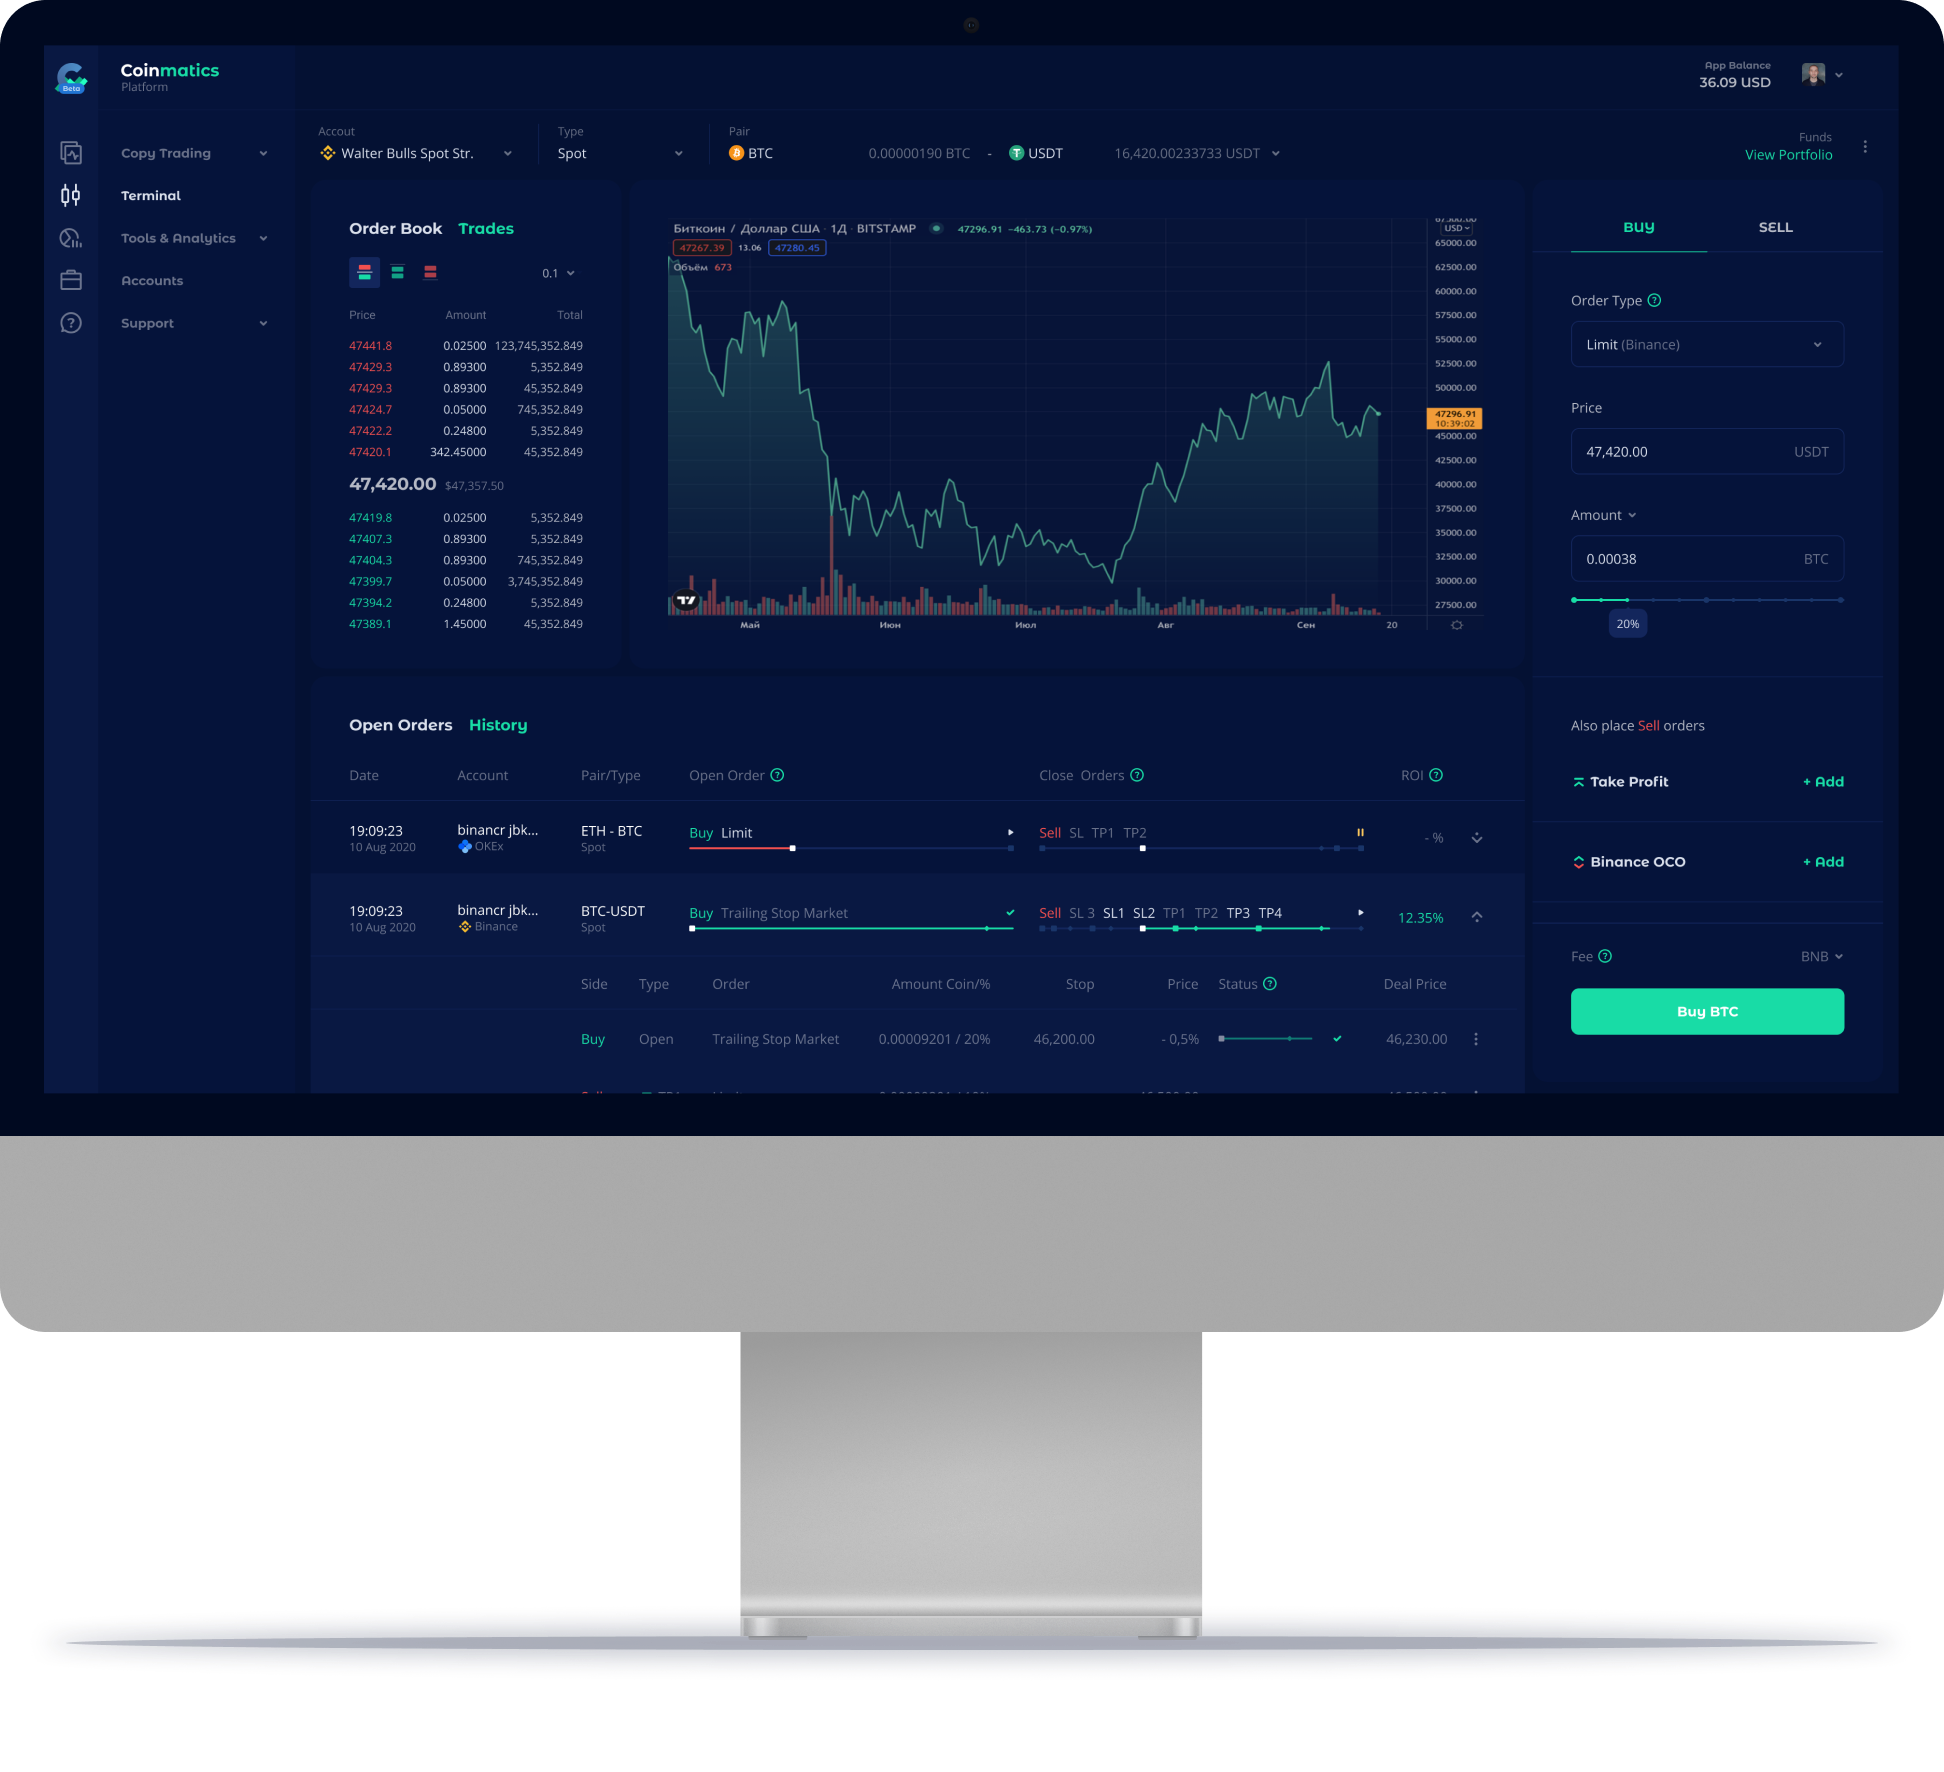 Coinmatics
Platform
Beta
App Balance
36.09 USD
Copy Trading
Terminal
Tools & Analytics
Accounts
Support
Accout
Walter Bulls Spot Str.
Type
Spot
Pair
BTC 0.00000190 BTC - USDT 16,420.00233733 USDT
Funds
View Portfolio
Order Book Trades
0.1
Price Amount Total
47441.8 0.02500 123,745,352.849
47429.3 0.89300 5,352.849
47429.3 0.89300 45,352.849
47424.7 0.05000 745,352.849
47422.2 0.24800 5,352.849
47420.1 342.45000 45,352.849
47,420.00 $47,357.50
47419.8 0.02500 5,352.849
47407.3 0.89300 5,352.849
47404.3 0.89300 745,352.849
47399.7 0.05000 3,745,352.849
47394.2 0.24800 5,352.849
47389.1 1.45000 45,352.849
Биткоин / Доллар США · 1Д · BITSTAMP 47296.91 −463.73 (−0.97%)
47267.39 13.06 47280.45
Объём 673
67500.00
USD
65000.00
62500.00
60000.00
57500.00
55000.00
52500.00
50000.00
47296.91
10:39:02
45000.00
42500.00
40000.00
37500.00
35000.00
32500.00
30000.00
27500.00
Май Июн Июл Авг Сен 20
BUY SELL
Order Type ?
Limit (Binance)
Price
47,420.00 USDT
Amount
0.00038 BTC
20%
Also place Sell orders
Take Profit + Add
Binance OCO + Add
Fee ? BNB
Buy BTC
Open Orders History
Date Account Pair/Type Open Order ? Close Orders ? ROI ?
19:09:23 binancr jbk... ETH - BTC Buy Limit Sell SL TP1 TP2 - %
10 Aug 2020 OKEx Spot
19:09:23 binancr jbk... BTC-USDT Buy Trailing Stop Market Sell SL 3 SL1 SL2 TP1 TP2 TP3 TP4 12.35%
10 Aug 2020 Binance Spot
Side Type Order Amount Coin/% Stop Price Status ? Deal Price
Buy Open Trailing Stop Market 0.00009201 / 20% 46,200.00 - 0,5% 46,230.00